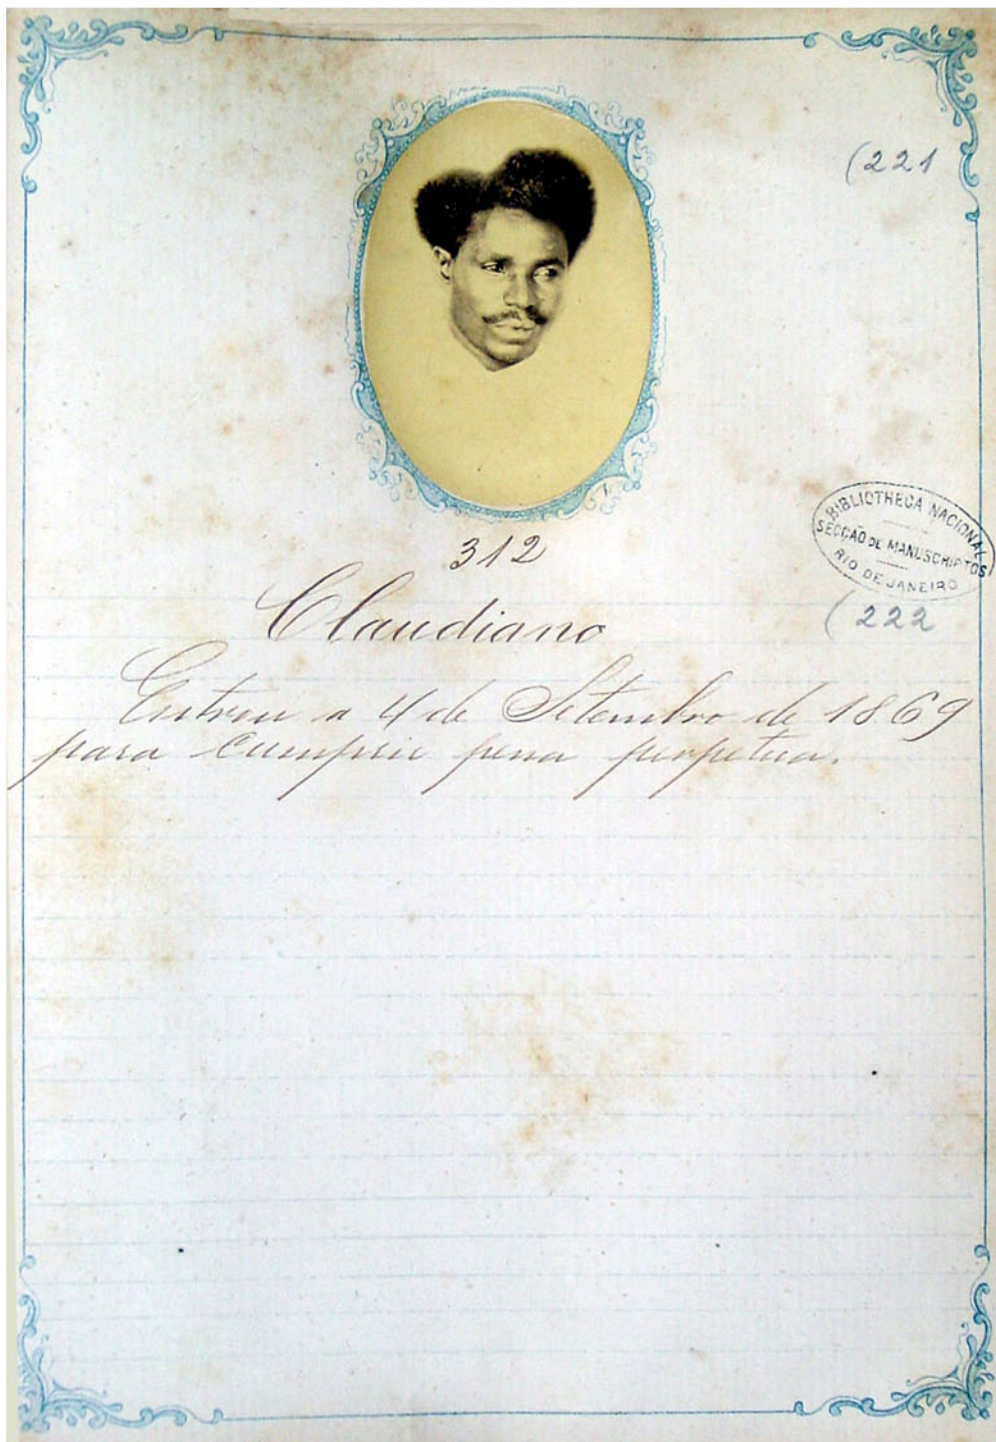 (221
BIBLIOTHECA NACIONAL
SECÇÃO DE MANUSCRIPTOS
RIO DE JANEIRO
312
(222
Claudiano
Entrou a 4 de Setembro de 1869
para cumprir pena perpetua.